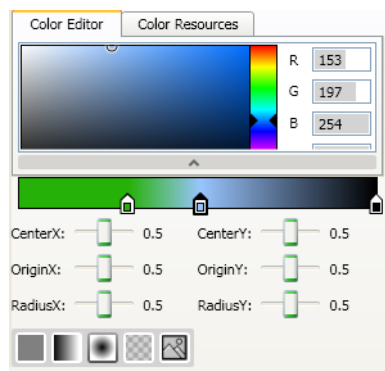 Color Editor Color Resources
R 153
G 197
B 254
CenterX: 0.5 CenterY: 0.5
OriginX: 0.5 OriginY: 0.5
RadiusX: 0.5 RadiusY: 0.5